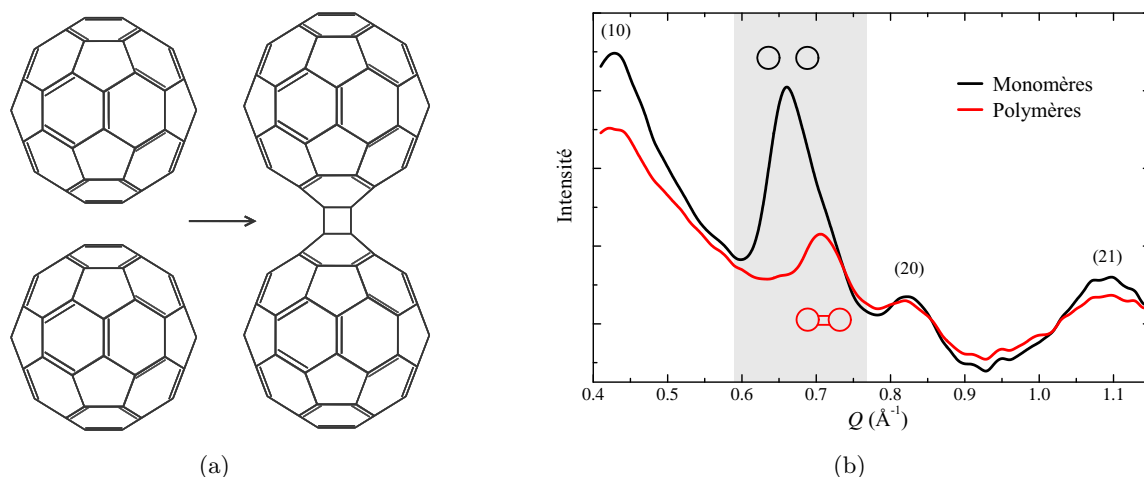 (10)
Monomères
Polymères
Intensité
(20)
(21)
0.4 0.5 0.6 0.7 0.8 0.9 1.0 1.1
Q (Å⁻¹)
(a)
(b)